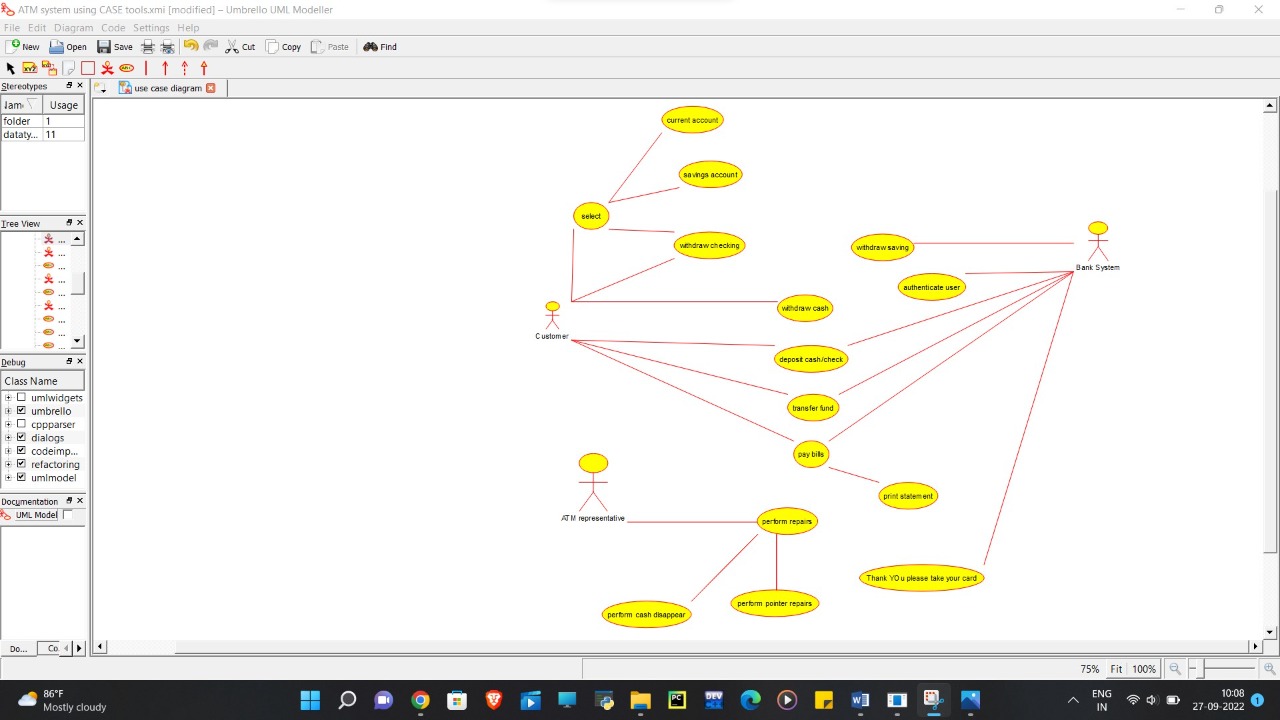 ATM system using CASE tools.xmi [modified] – Umbrello UML Modeller
File Edit Diagram Code Settings Help
New Open Save Cut Copy Paste Find
Stereotypes
use case diagram
Usage
folder 1
dataty... 11
Tree View
...
...
...
...
...
...
...
...
Debug
Class Name
umlwidgets
umbrello
cppparser
dialogs
codeimp...
refactoring
umlmodel
Documentation
UML Model
Do... Co
current account
savings account
select
withdraw checking
withdraw saving
Bank System
authenticate user
withdraw cash
Customer
deposit cash/check
transfer fund
pay bills
print statement
ATM representative
perform repairs
Thank YOu please take your card
perform pointer repairs
perform cash disappear
75% Fit 100%
86°F
Mostly cloudy
ENG
IN
10:08
27-09-2022
1